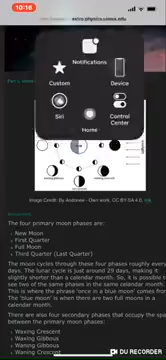 10:16
astro.physics.uiowa.edu
Notifications
Custom
Device
Siri
Control
Center
Home
Image Credit: By Andonee - Own work, CC BY-SA 4.0,
The four primary moon phases are:
New Moon
First Quarter
Full Moon
Third Quarter (Last Quarter)
The moon cycles through these four phases roughly every
days. The lunar cycle is just around 29 days, making it
slightly shorter than a calendar month. So, it is possible t
see two of the same phases in the same calendar month.
This is where the phrase 'once in a blue moon' comes from
The 'blue moon' is when there are two full moons in a
calendar month.
There are also four secondary phases that occupy the spa
between the primary moon phases:
Waxing Crescent
Waxing Gibbous
Waning Gibbous
Waning Crescent
DU RECORDER